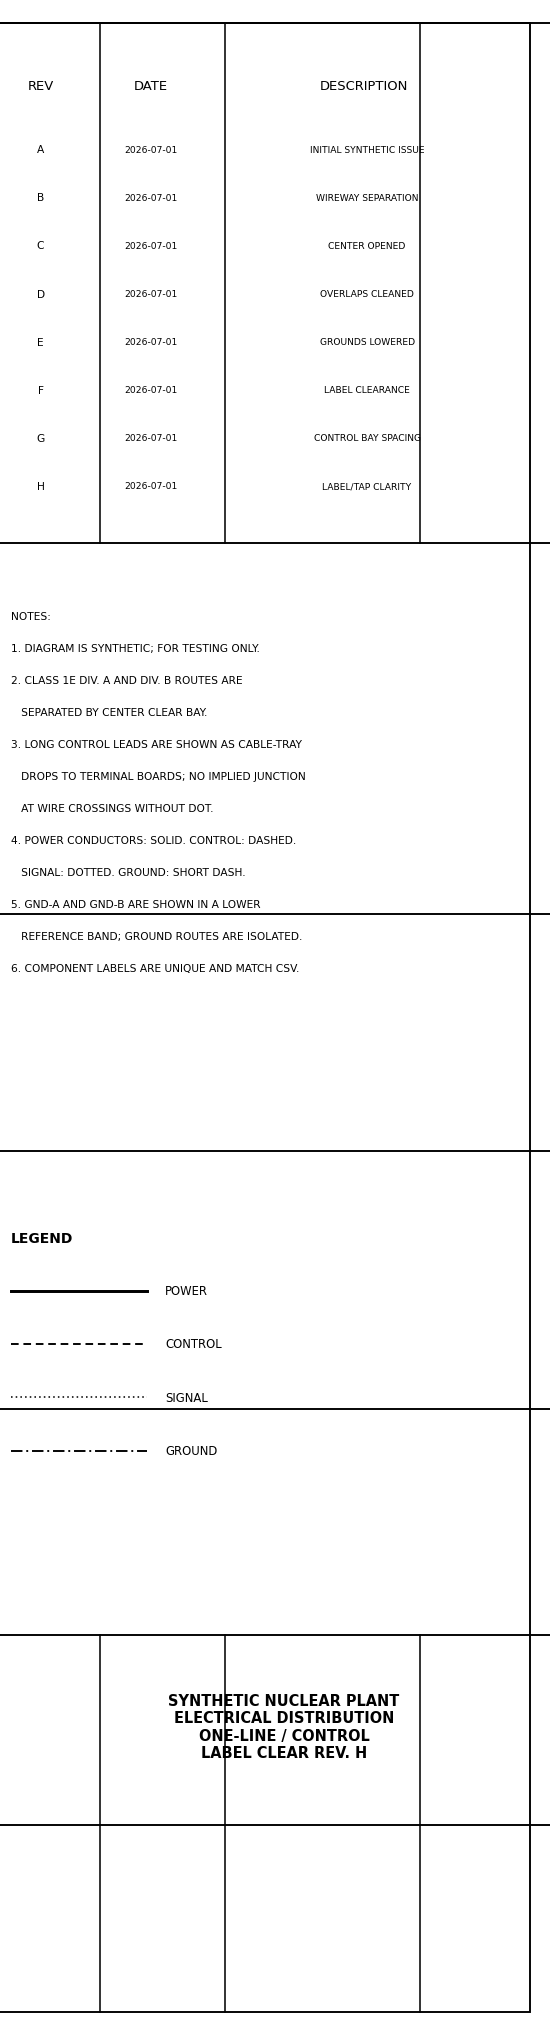 REV DATE DESCRIPTION
A 2026-07-01 INITIAL SYNTHETIC ISSUE
B 2026-07-01 WIREWAY SEPARATION
C 2026-07-01 CENTER OPENED
D 2026-07-01 OVERLAPS CLEANED
E 2026-07-01 GROUNDS LOWERED
F 2026-07-01 LABEL CLEARANCE
G 2026-07-01 CONTROL BAY SPACING
H 2026-07-01 LABEL/TAP CLARITY
NOTES:
1. DIAGRAM IS SYNTHETIC; FOR TESTING ONLY.
2. CLASS 1E DIV. A AND DIV. B ROUTES ARE
SEPARATED BY CENTER CLEAR BAY.
3. LONG CONTROL LEADS ARE SHOWN AS CABLE-TRAY
DROPS TO TERMINAL BOARDS; NO IMPLIED JUNCTION
AT WIRE CROSSINGS WITHOUT DOT.
4. POWER CONDUCTORS: SOLID. CONTROL: DASHED.
SIGNAL: DOTTED. GROUND: SHORT DASH.
5. GND-A AND GND-B ARE SHOWN IN A LOWER
REFERENCE BAND; GROUND ROUTES ARE ISOLATED.
6. COMPONENT LABELS ARE UNIQUE AND MATCH CSV.
LEGEND
POWER
CONTROL
SIGNAL
GROUND
SYNTHETIC NUCLEAR PLANT
ELECTRICAL DISTRIBUTION
ONE-LINE / CONTROL
LABEL CLEAR REV. H